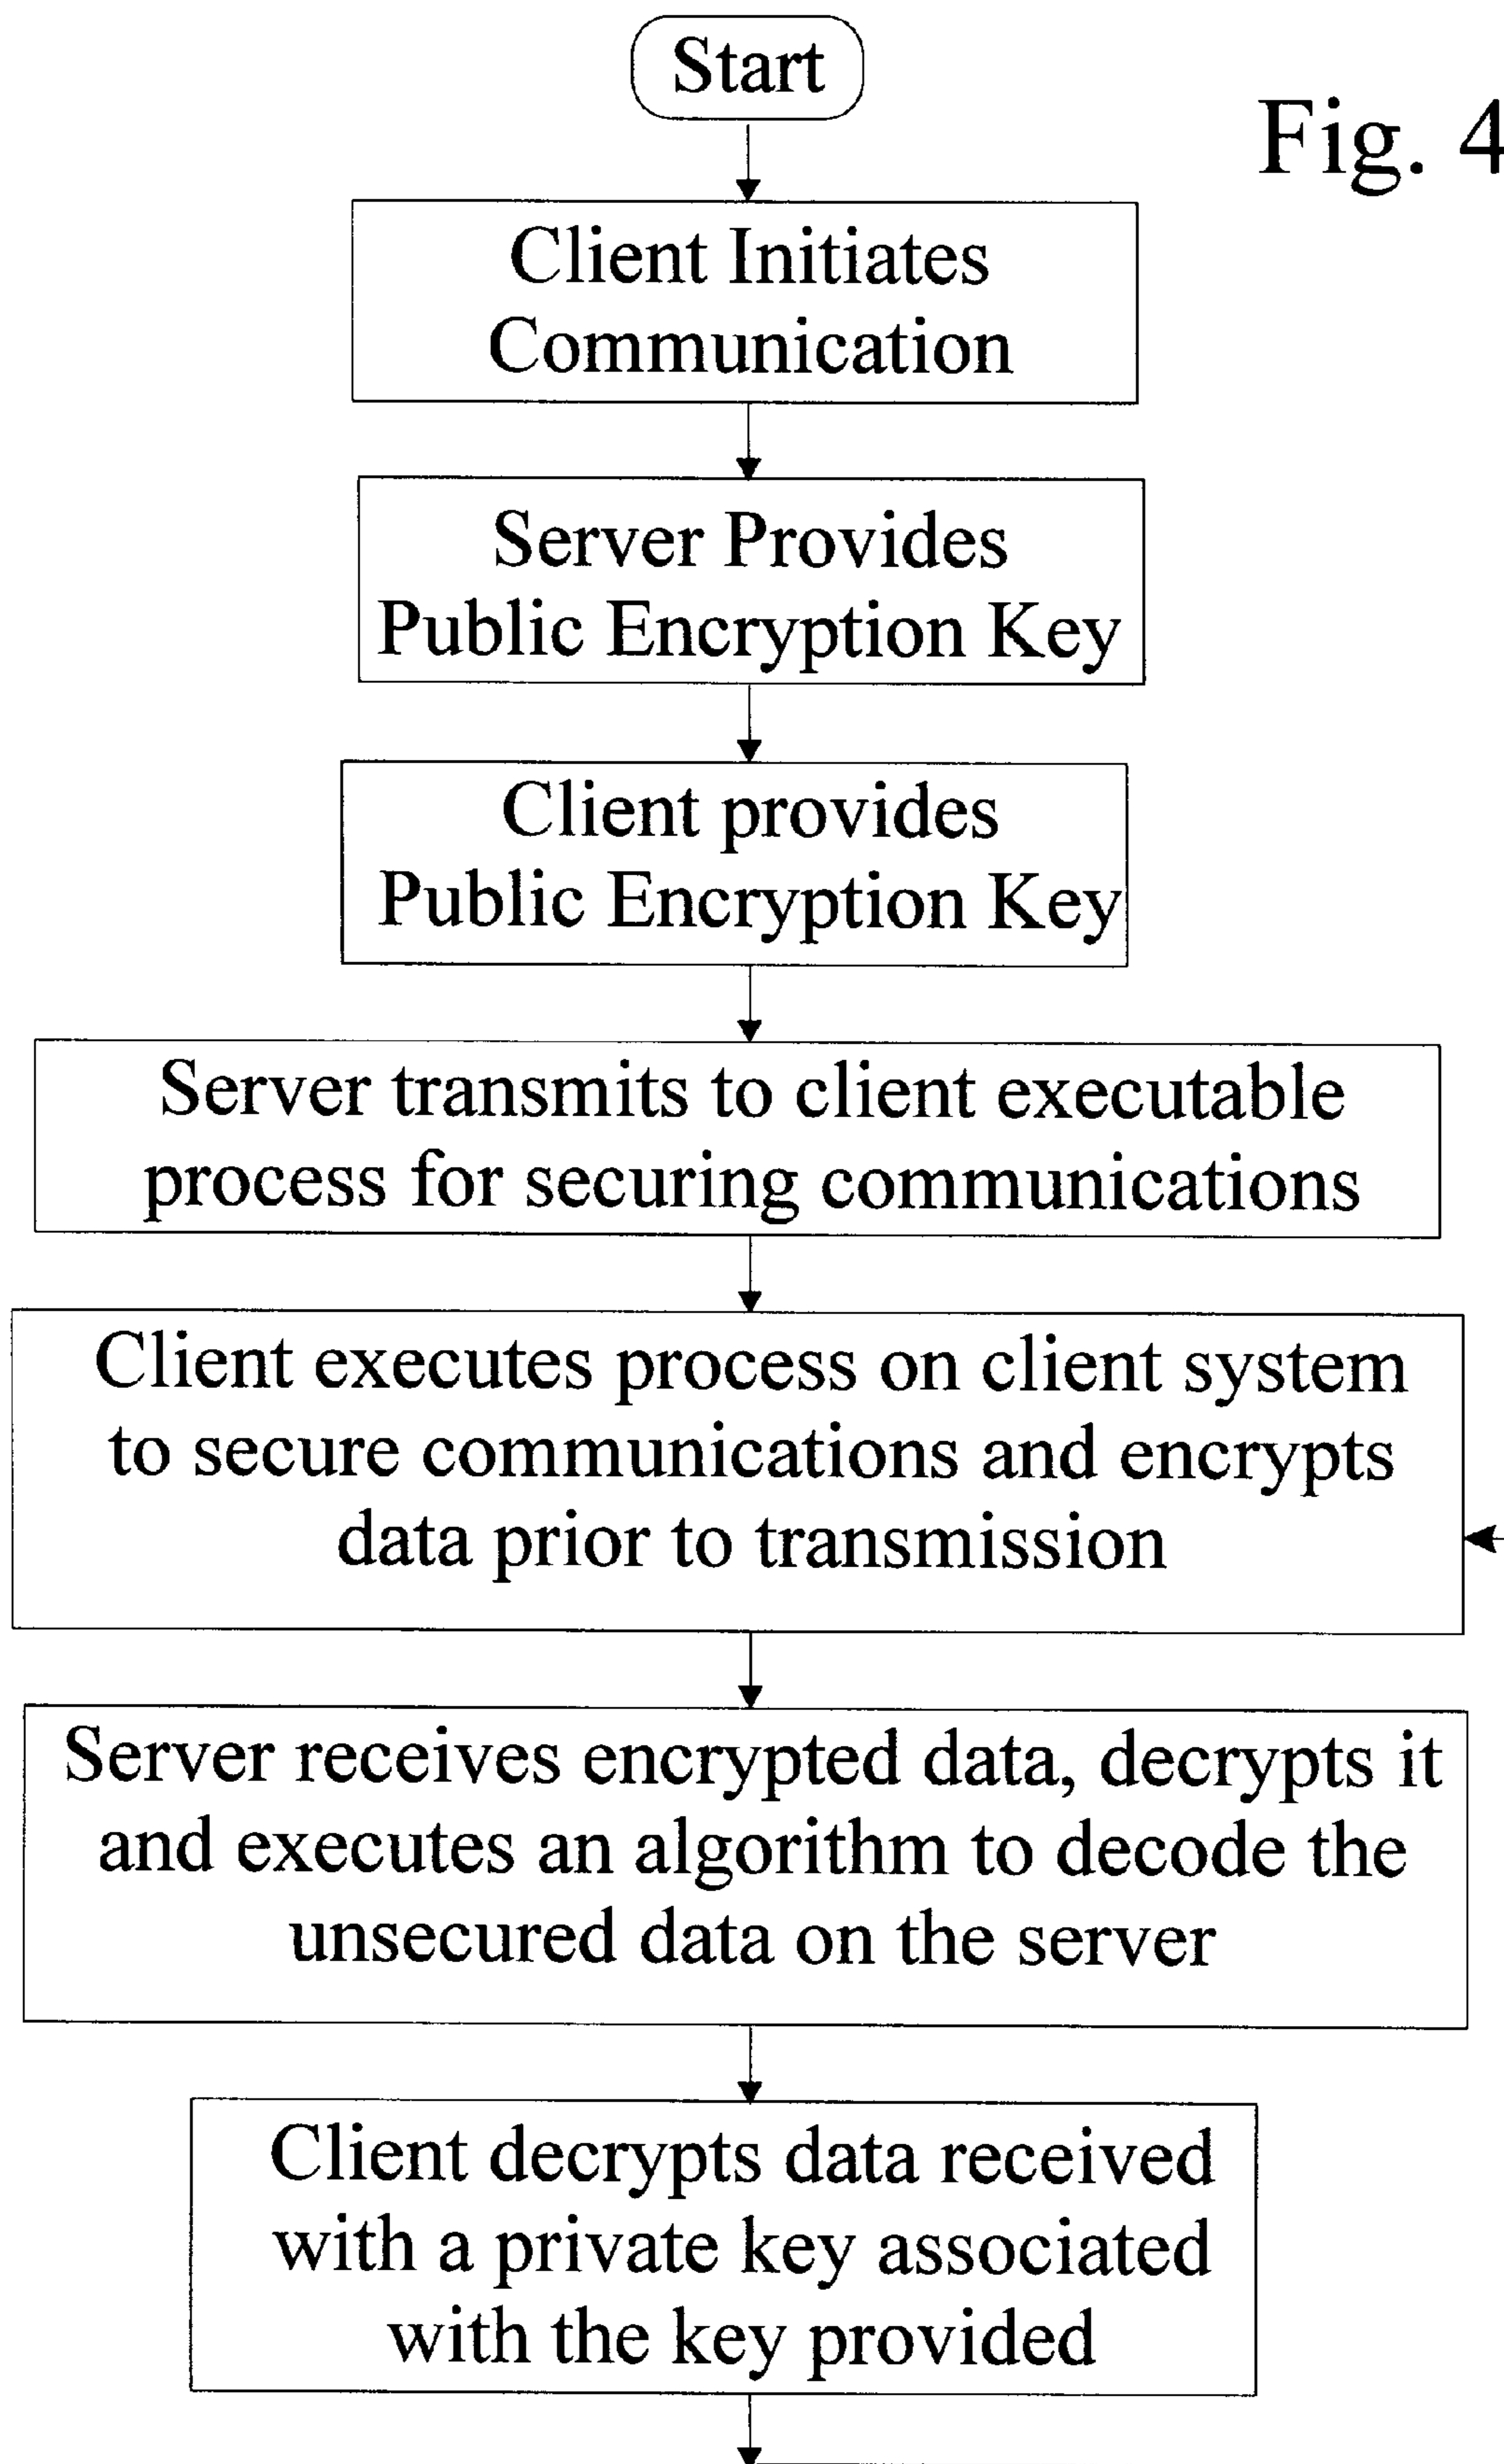 Start
Fig. 4
Client Initiates
Communication
Server Provides
Public Encryption Key
Client provides
Public Encryption Key
Server transmits to client executable
process for securing communications
Client executes process on client system
to secure communications and encrypts
data prior to transmission
Server receives encrypted data, decrypts it
and executes an algorithm to decode the
unsecured data on the server
Client decrypts data received
with a private key associated
with the key provided